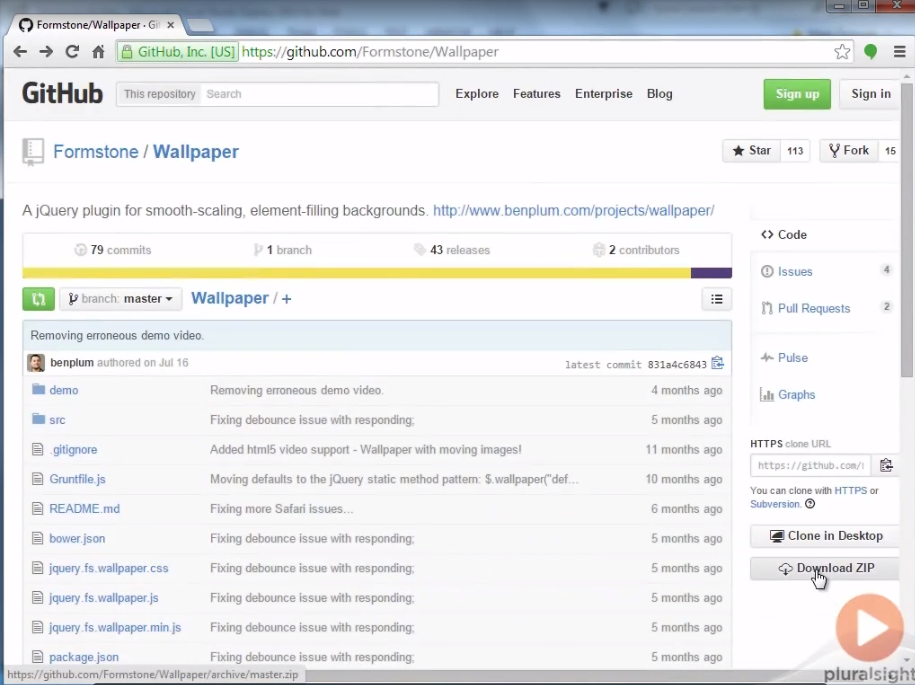 Formstone/Wallpaper · Git
GitHub, Inc. [US] https://github.com/Formstone/Wallpaper
GitHub This repository Search Explore Features Enterprise Blog Sign up Sign in
Formstone / Wallpaper Star 113 Fork 15
A jQuery plugin for smooth-scaling, element-filling backgrounds. http://www.benplum.com/projects/wallpaper/
79 commits 1 branch 43 releases 2 contributors
branch: master Wallpaper / +
Removing erroneous demo video.
benplum authored on Jul 16 latest commit 831a4c6843
demo Removing erroneous demo video. 4 months ago
src Fixing debounce issue with responding; 5 months ago
.gitignore Added html5 video support - Wallpaper with moving images! 11 months ago
Gruntfile.js Moving defaults to the jQuery static method pattern: $.wallpaper("def... 10 months ago
README.md Fixing more Safari issues... 6 months ago
bower.json Fixing debounce issue with responding; 5 months ago
jquery.fs.wallpaper.css Fixing debounce issue with responding; 5 months ago
jquery.fs.wallpaper.js Fixing debounce issue with responding; 5 months ago
jquery.fs.wallpaper.min.js Fixing debounce issue with responding; 5 months ago
package.json Fixing debounce issue with responding; 5 months ago
Code
Issues 4
Pull Requests 2
Pulse
Graphs
HTTPS clone URL
https://github.com/
You can clone with HTTPS or
Subversion.
Clone in Desktop
Download ZIP
https://github.com/Formstone/Wallpaper/archive/master.zip
pluralsight